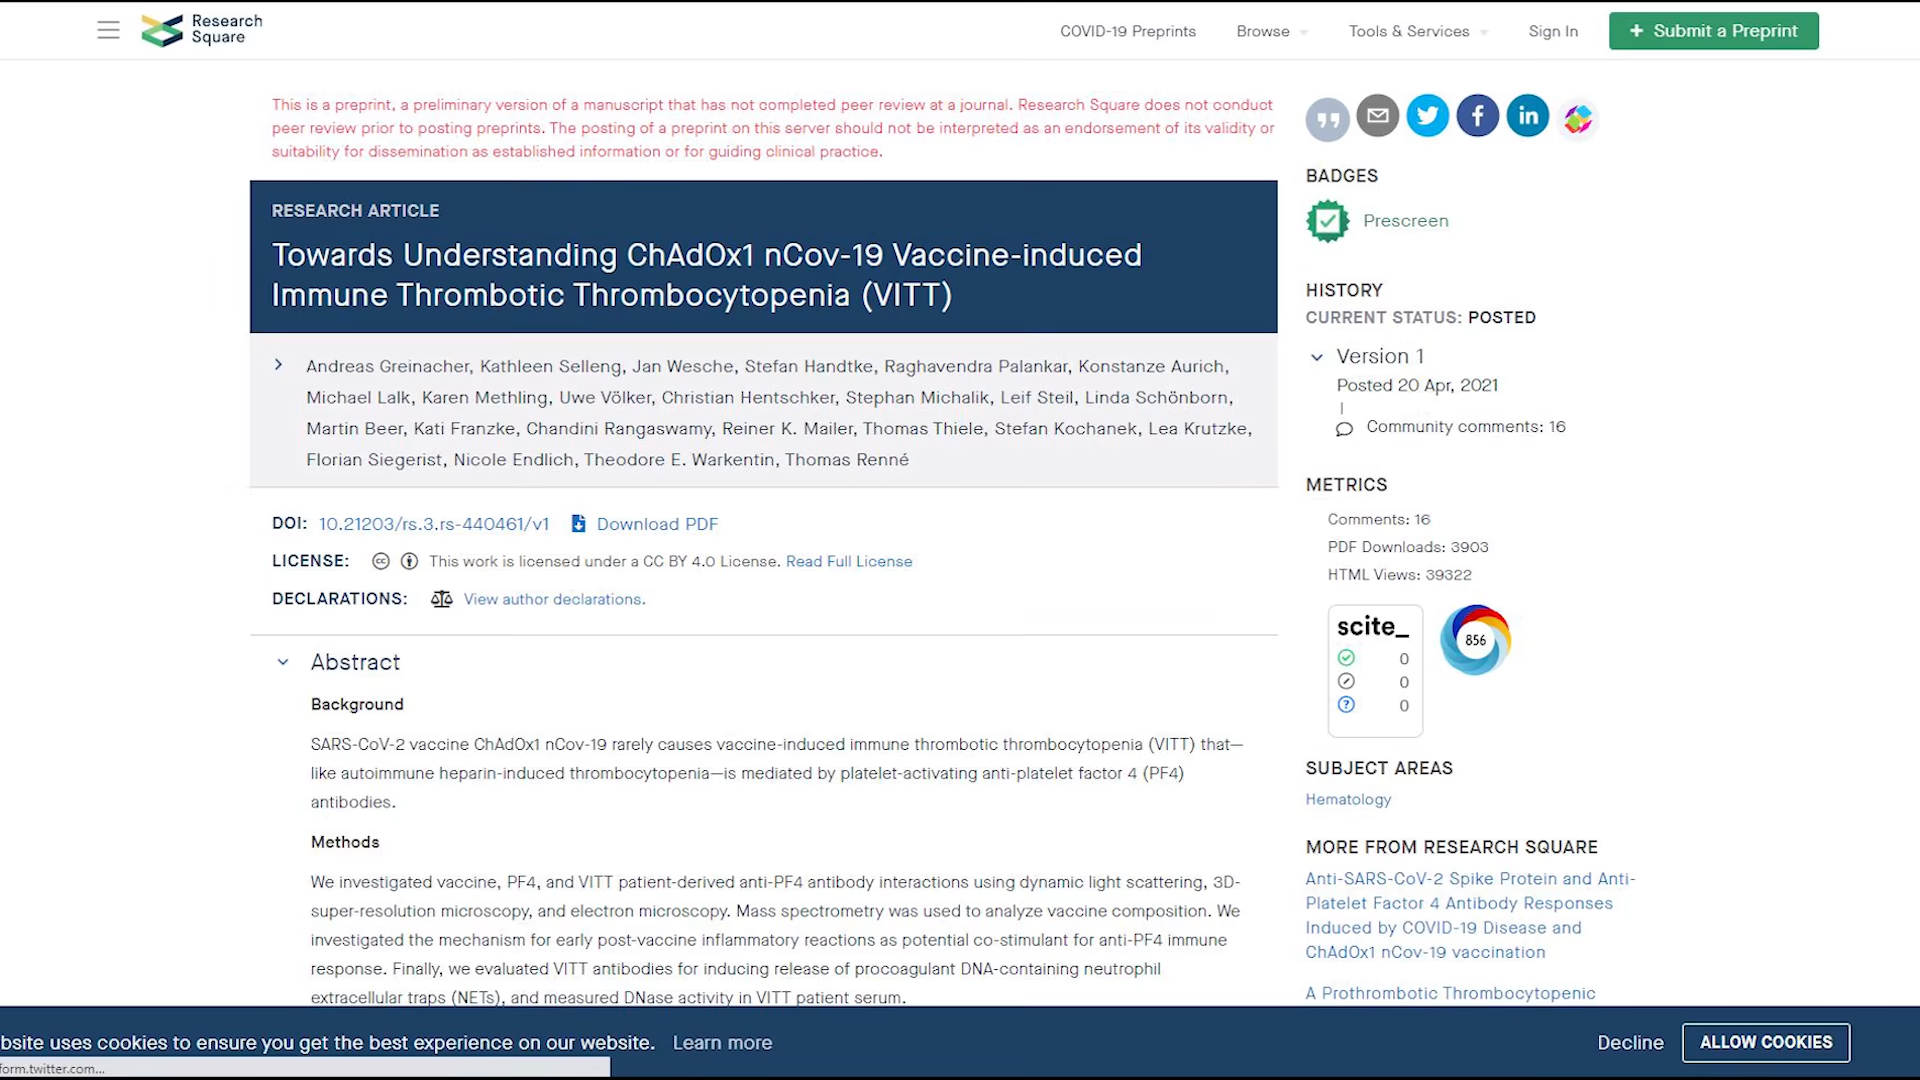 Research
Square
COVID-19 Preprints
Browse
Tools & Services
Sign In
+ Submit a Preprint
This is a preprint, a preliminary version of a manuscript that has not completed peer review at a journal. Research Square does not conduct
peer review prior to posting preprints. The posting of a preprint on this server should not be interpreted as an endorsement of its validity or
suitability for dissemination as established information or for guiding clinical practice.
RESEARCH ARTICLE
Towards Understanding ChAdOx1 nCov-19 Vaccine-induced
Immune Thrombotic Thrombocytopenia (VITT)
Andreas Greinacher, Kathleen Selleng, Jan Wesche, Stefan Handtke, Raghavendra Palankar, Konstanze Aurich,
Michael Lalk, Karen Methling, Uwe Völker, Christian Hentschker, Stephan Michalik, Leif Steil, Linda Schönborn,
Martin Beer, Kati Franzke, Chandini Rangaswamy, Reiner K. Mailer, Thomas Thiele, Stefan Kochanek, Lea Krutzke,
Florian Siegerist, Nicole Endlich, Theodore E. Warkentin, Thomas Renné
DOI: 10.21203/rs.3.rs-440461/v1 Download PDF
LICENSE: This work is licensed under a CC BY 4.0 License. Read Full License
DECLARATIONS: View author declarations.
Abstract
Background
SARS-CoV-2 vaccine ChAdOx1 nCov-19 rarely causes vaccine-induced immune thrombotic thrombocytopenia (VITT) that—
like autoimmune heparin-induced thrombocytopenia—is mediated by platelet-activating anti-platelet factor 4 (PF4)
antibodies.
Methods
We investigated vaccine, PF4, and VITT patient-derived anti-PF4 antibody interactions using dynamic light scattering, 3D-
super-resolution microscopy, and electron microscopy. Mass spectrometry was used to analyze vaccine composition. We
investigated the mechanism for early post-vaccine inflammatory reactions as potential co-stimulant for anti-PF4 immune
response. Finally, we evaluated VITT antibodies for inducing release of procoagulant DNA-containing neutrophil
extracellular traps (NETs), and measured DNase activity in VITT patient serum.
BADGES
Prescreen
HISTORY
CURRENT STATUS: POSTED
Version 1
Posted 20 Apr, 2021
Community comments: 16
METRICS
Comments: 16
PDF Downloads: 3903
HTML Views: 39322
scite_
0
0
0
856
SUBJECT AREAS
Hematology
MORE FROM RESEARCH SQUARE
Anti-SARS-CoV-2 Spike Protein and Anti-
Platelet Factor 4 Antibody Responses
Induced by COVID-19 Disease and
ChAdOx1 nCov-19 vaccination
A Prothrombotic Thrombocytopenic
bsite uses cookies to ensure you get the best experience on our website. Learn more
Decline
ALLOW COOKIES
form.twitter.com...